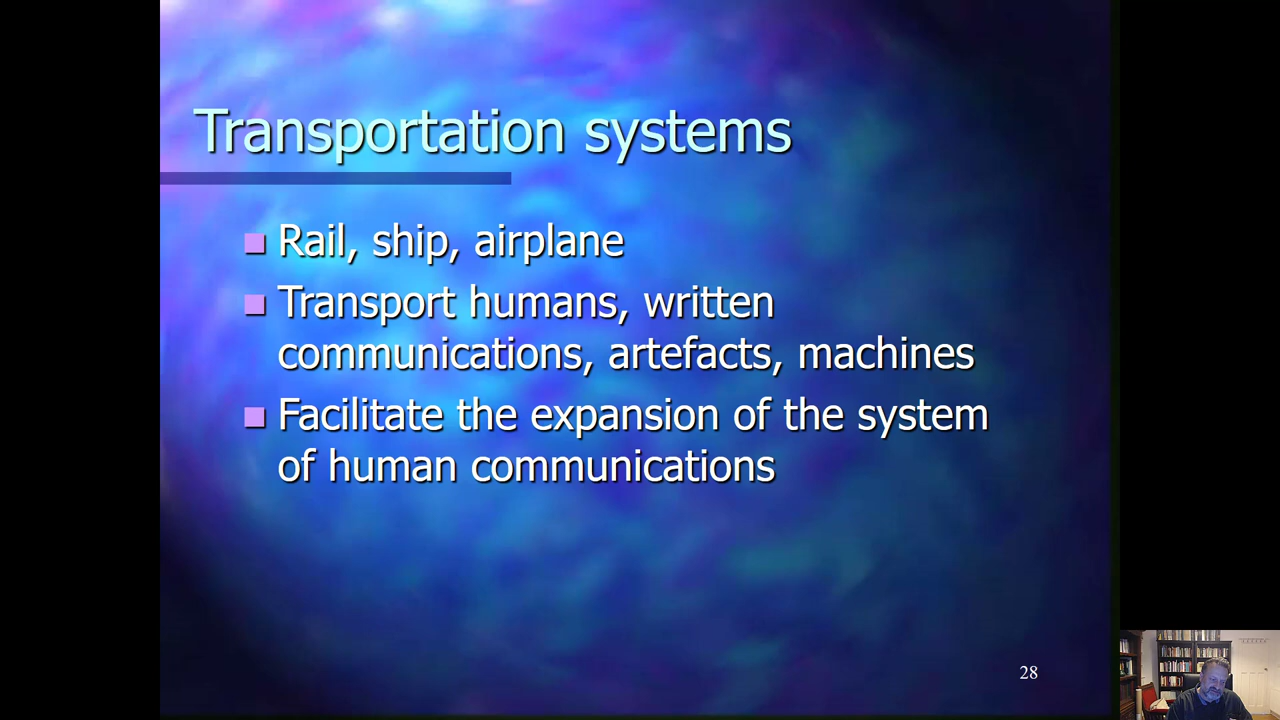 Transportation systems
Rail, ship, airplane
Transport humans, written
communications, artefacts, machines
Facilitate the expansion of the system
of human communications
28